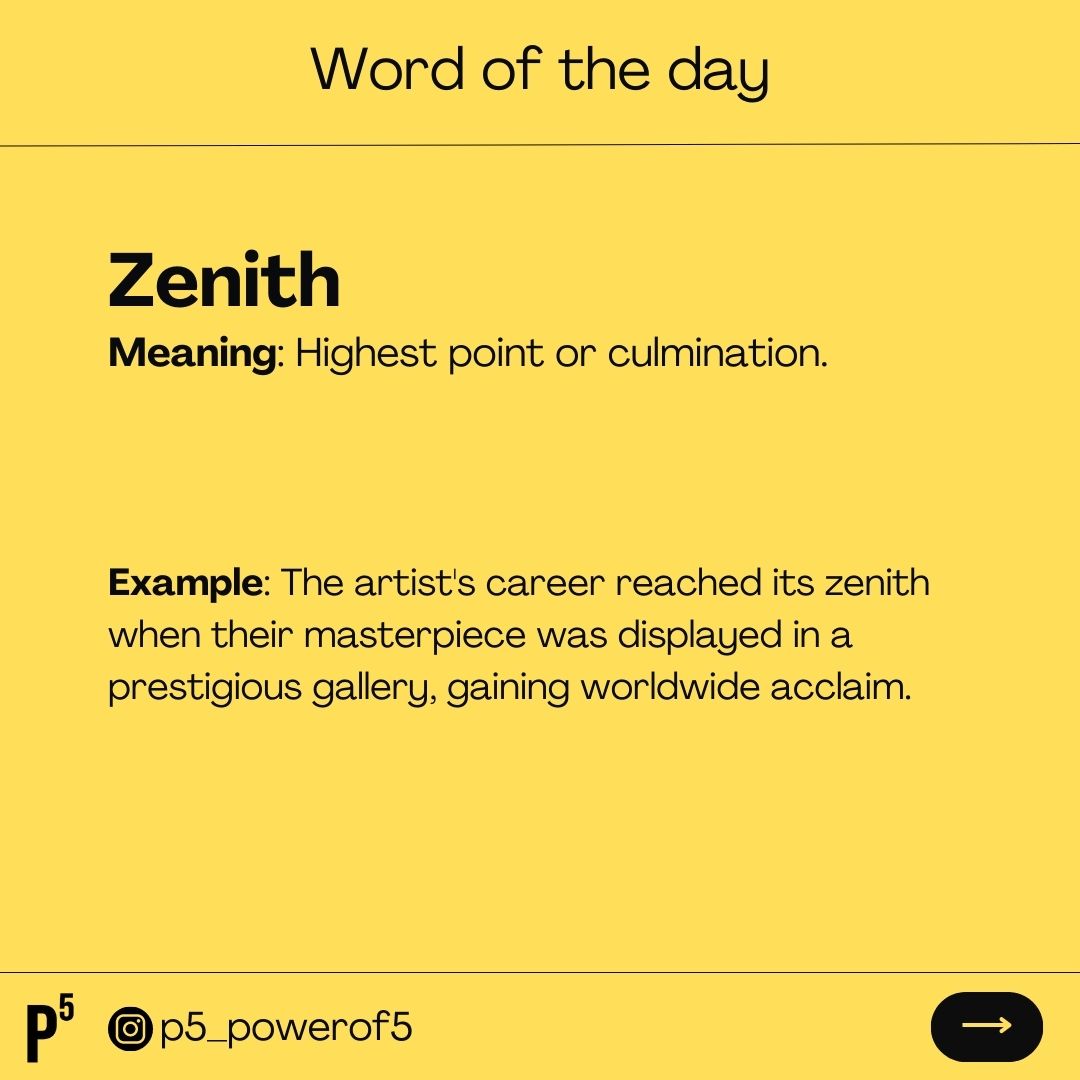 Word of the day
Zenith
Meaning: Highest point or culmination.
Example: The artist's career reached its zenith
when their masterpiece was displayed in a
prestigious gallery, gaining worldwide acclaim.
P⁵ p5_powerof5